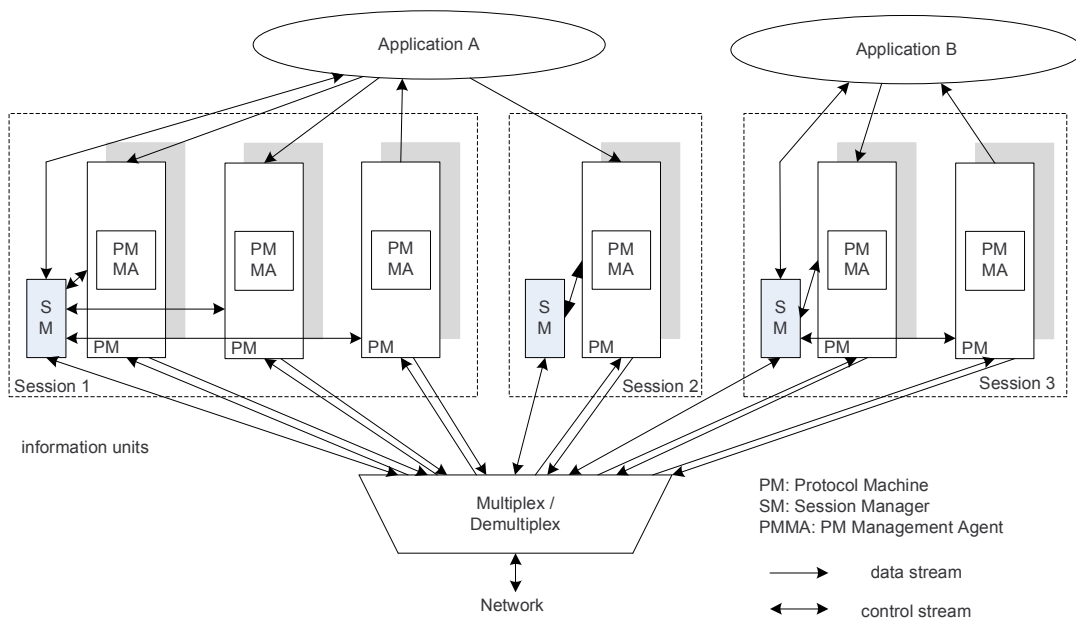 Application A
Application B
PM
MA
PM
MA
PM
MA
PM
MA
PM
MA
PM
MA
S
M
S
M
S
M
PM
PM
PM
PM
PM
PM
Session 1
Session 2
Session 3
information units
Multiplex /
Demultiplex
PM: Protocol Machine
SM: Session Manager
PMMA: PM Management Agent
data stream
control stream
Network